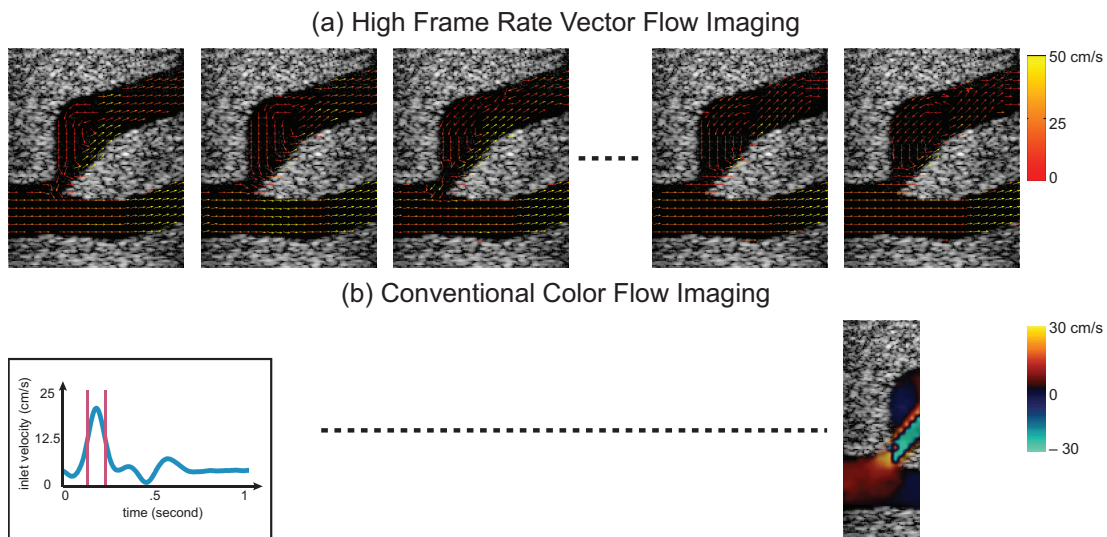 (a) High Frame Rate Vector Flow Imaging
50 cm/s
25
0
(b) Conventional Color Flow Imaging
30 cm/s
0
– 30
inlet velocity (cm/s)
25
12.5
0
0 .5 1
time (second)